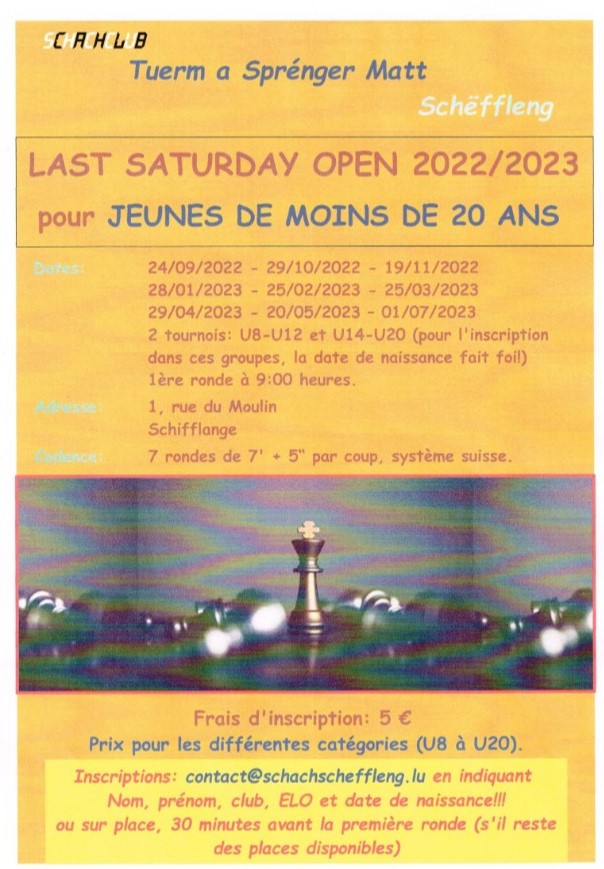 SCHACHCLUB
Tuerm a Sprénger Matt
Schëffleng
LAST SATURDAY OPEN 2022/2023
pour JEUNES DE MOINS DE 20 ANS
Dates: 24/09/2022 - 29/10/2022 - 19/11/2022
28/01/2023 - 25/02/2023 - 25/03/2023
29/04/2023 - 20/05/2023 - 01/07/2023
2 tournois: U8-U12 et U14-U20 (pour l'inscription
dans ces groupes, la date de naissance fait foi!)
1ère ronde à 9:00 heures.
Adresse: 1, rue du Moulin
Schifflange
Cadence: 7 rondes de 7' + 5“ par coup, système suisse.
Frais d'inscription: 5 €
Prix pour les différentes catégories (U8 à U20).
Inscriptions: contact@schachscheffleng.lu en indiquant
Nom, prénom, club, ELO et date de naissance!!!
ou sur place, 30 minutes avant la première ronde (s'il reste
des places disponibles)